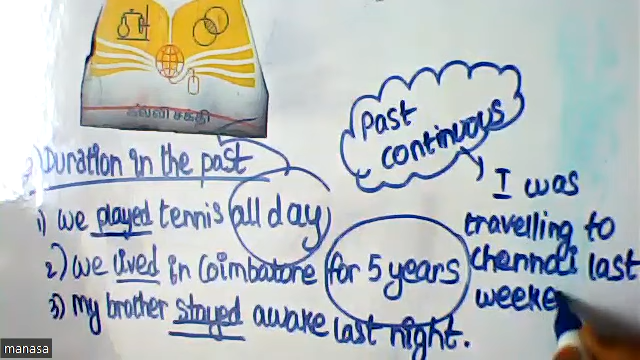 கல்வி சக்தி
Duration in the past
1) we played tennis all day
2) we lived in Coimbatore for 5 years
3) my brother stayed awake last night.
Past
continuous
I was
travelling to
chennai last
weeke
manasa